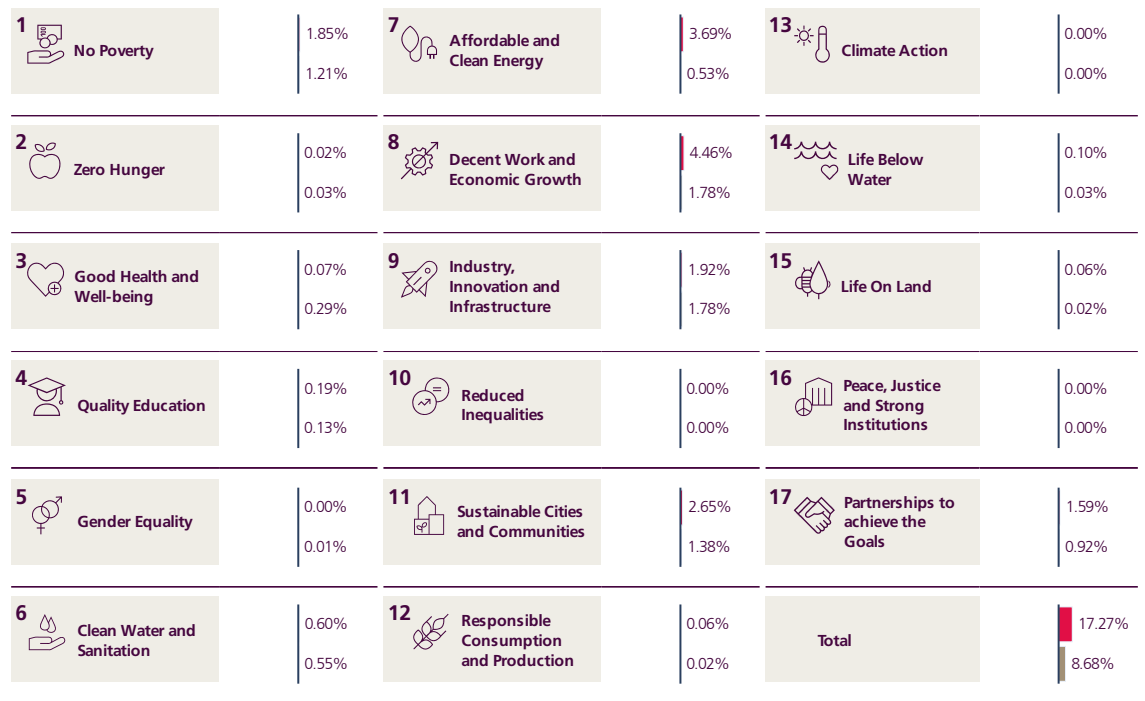 1
No Poverty
1.85%
1.21%
2
Zero Hunger
0.02%
0.03%
3
Good Health and
Well-being
0.07%
0.29%
4
Quality Education
0.19%
0.13%
5
Gender Equality
0.00%
0.01%
6
Clean Water and
Sanitation
0.60%
0.55%
7
Affordable and
Clean Energy
3.69%
0.53%
8
Decent Work and
Economic Growth
4.46%
1.78%
9
Industry,
Innovation and
Infrastructure
1.92%
1.78%
10
Reduced
Inequalities
0.00%
0.00%
11
Sustainable Cities
and Communities
2.65%
1.38%
12
Responsible
Consumption
and Production
0.06%
0.02%
13
Climate Action
0.00%
0.00%
14
Life Below
Water
0.10%
0.03%
15
Life On Land
0.06%
0.02%
16
Peace, Justice
and Strong
Institutions
0.00%
0.00%
17
Partnerships to
achieve the
Goals
1.59%
0.92%
Total
17.27%
8.68%